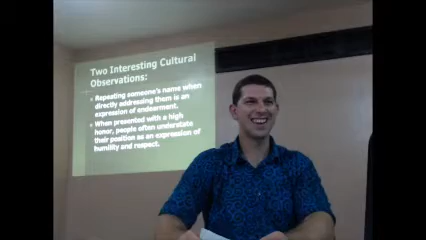 Two Interesting Cultural
Observations:
Repeating someone's name when
directly addressing them is an
expression of endearment.
When presented with a high
honor, people often understate
their position as an expression of
humility and respect.